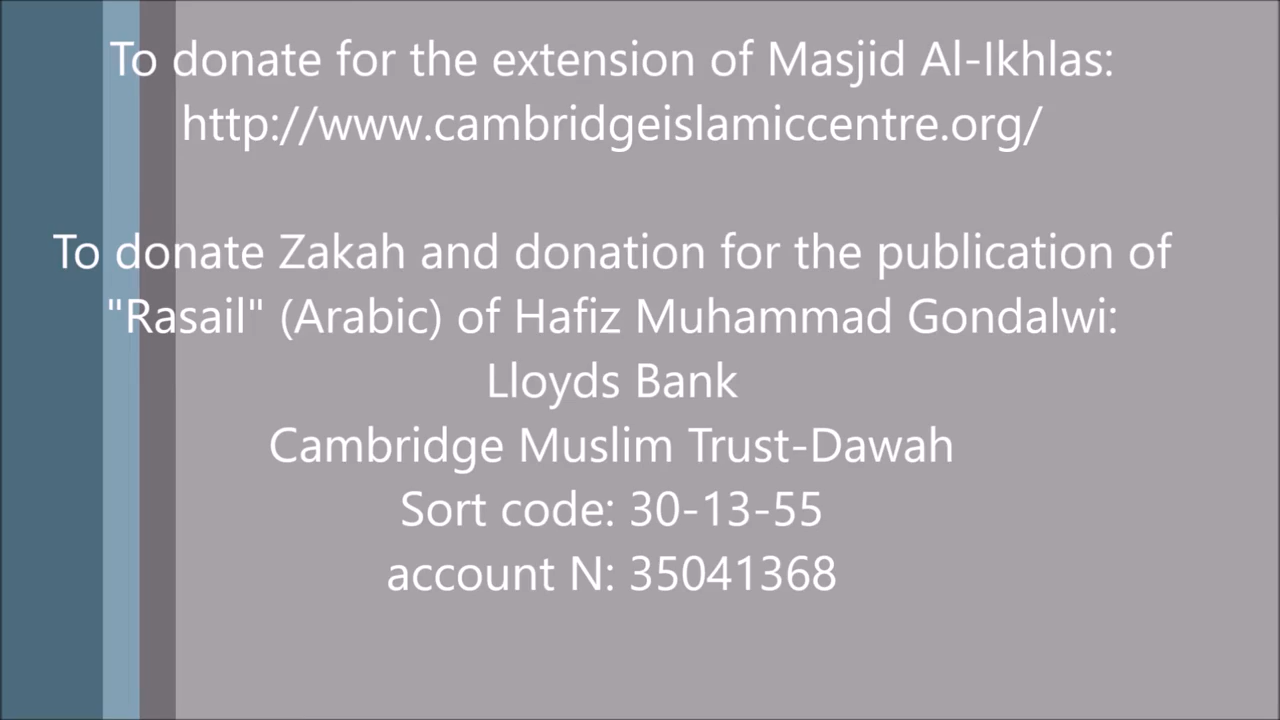 To donate for the extension of Masjid Al-Ikhlas:
http://www.cambridgeislamiccentre.org/
To donate Zakah and donation for the publication of
"Rasail" (Arabic) of Hafiz Muhammad Gondalwi:
Lloyds Bank
Cambridge Muslim Trust-Dawah
Sort code: 30-13-55
account N: 35041368